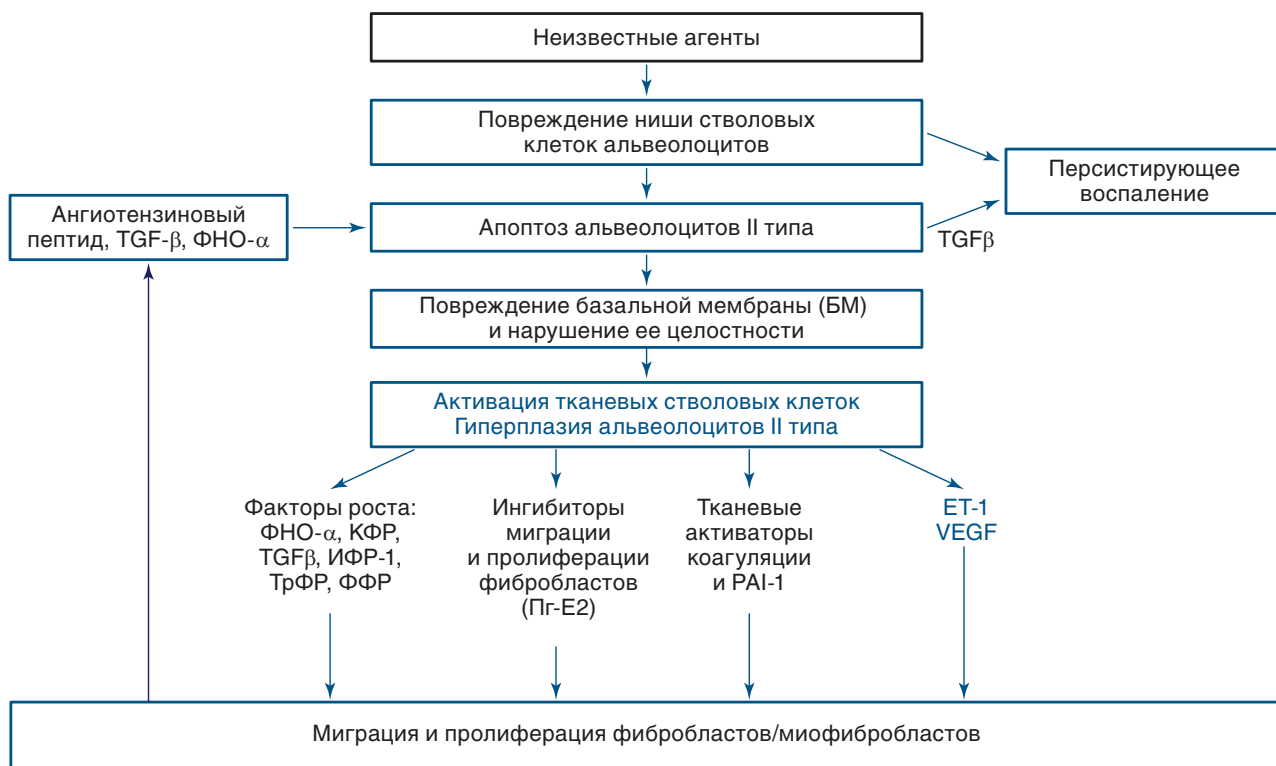 Неизвестные агенты
Повреждение ниши стволовых
клеток альвеолоцитов
Персистирующее
воспаление
Ангиотензиновый
пептид, TGF-β, ФНО-α
Апоптоз альвеолоцитов II типа
TGFβ
Повреждение базальной мембраны (БМ)
и нарушение ее целостности
Активация тканевых стволовых клеток
Гиперплазия альвеолоцитов II типа
Факторы роста:
ФНО-α, КФР,
TGFβ, ИФР-1,
ТрФР, ФФР
Ингибиторы
миграции
и пролиферации
фибробластов
(Пг-Е2)
Тканевые
активаторы
коагуляции
и PAI-1
ET-1
VEGF
Миграция и пролиферация фибробластов/миофибробластов